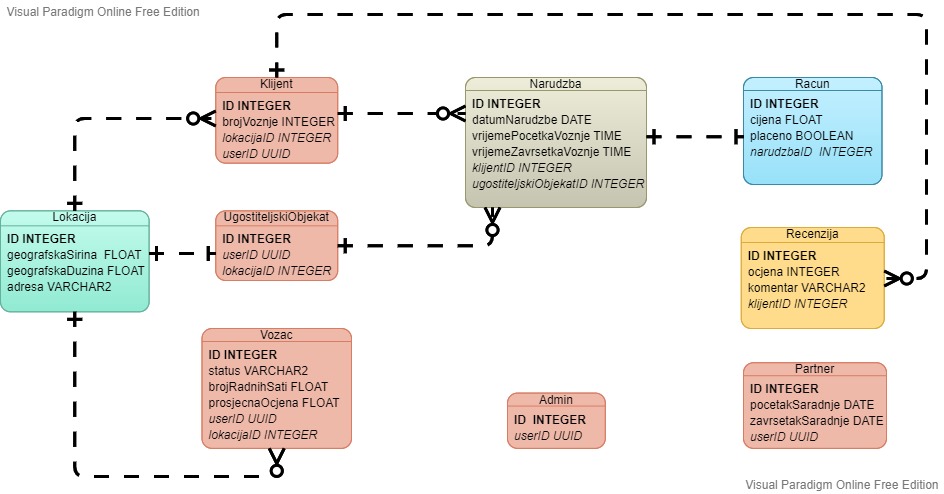 Visual Paradigm Online Free Edition
Klijent
ID INTEGER
brojVoznje INTEGER
lokacijaID INTEGER
userID UUID
Narudzba
ID INTEGER
datumNarudzbe DATE
vrijemePocetkaVoznje TIME
vrijemeZavrsetkaVoznje TIME
klijentID INTEGER
ugostiteljskiObjekatID INTEGER
Racun
ID INTEGER
cijena FLOAT
placeno BOOLEAN
narudzbaID INTEGER
Lokacija
ID INTEGER
geografskaSirina FLOAT
geografskaDuzina FLOAT
adresa VARCHAR2
UgostiteljskiObjekat
ID INTEGER
userID UUID
lokacijaID INTEGER
Recenzija
ID INTEGER
ocjena INTEGER
komentar VARCHAR2
klijentID INTEGER
Vozac
ID INTEGER
status VARCHAR2
brojRadnihSati FLOAT
prosjecnaOcjena FLOAT
userID UUID
lokacijaID INTEGER
Admin
ID INTEGER
userID UUID
Partner
ID INTEGER
pocetakSaradnje DATE
zavrsetakSaradnje DATE
userID UUID
Visual Paradigm Online Free Edition